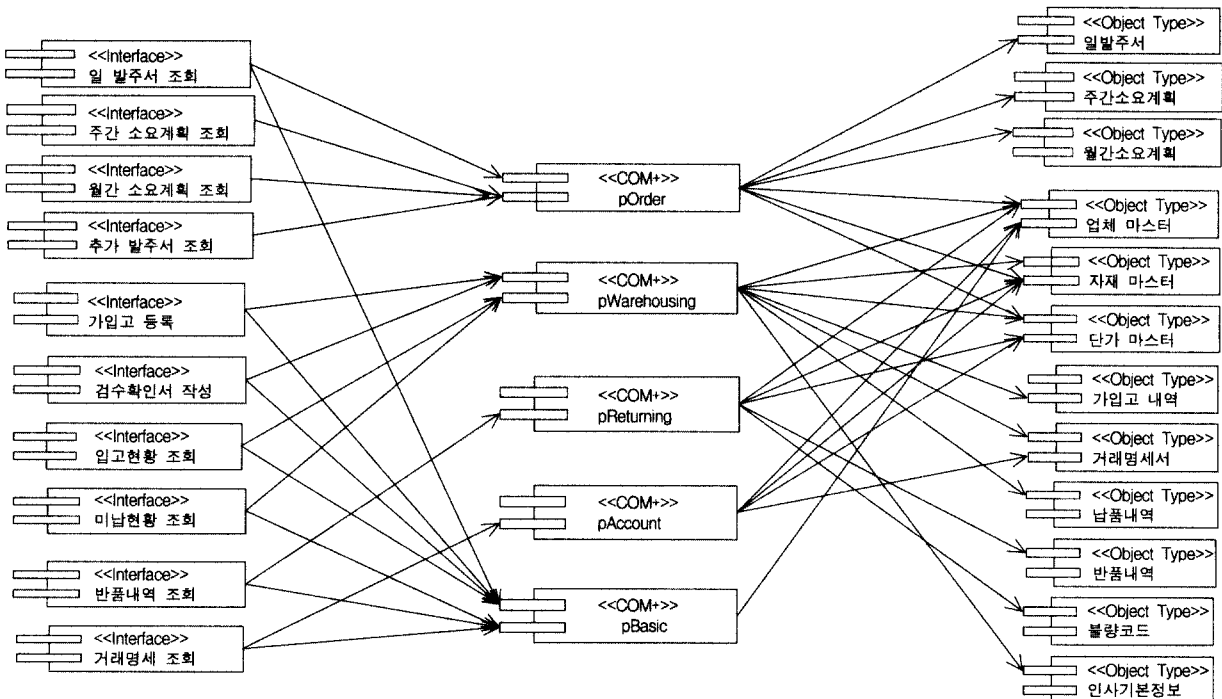 <<Interface>>
일 발주서 조회
<<Interface>>
주간 소요계획 조회
<<Interface>>
월간 소요계획 조회
<<Interface>>
추가 발주서 조회
<<Interface>>
가입고 등록
<<Interface>>
검수확인서 작성
<<Interface>>
입고현황 조회
<<Interface>>
미납현황 조회
<<Interface>>
반품내역 조회
<<Interface>>
거래명세 조회
<<COM+>>
pOrder
<<COM+>>
pWarehousing
<<COM+>>
pReturning
<<COM+>>
pAccount
<<COM+>>
pBasic
<<Object Type>>
일발주서
<<Object Type>>
주간소요계획
<<Object Type>>
월간소요계획
<<Object Type>>
업체 마스터
<<Object Type>>
자재 마스터
<<Object Type>>
단가 마스터
<<Object Type>>
가입고 내역
<<Object Type>>
거래명세서
<<Object Type>>
납품내역
<<Object Type>>
반품내역
<<Object Type>>
불량코드
<<Object Type>>
인사기본정보